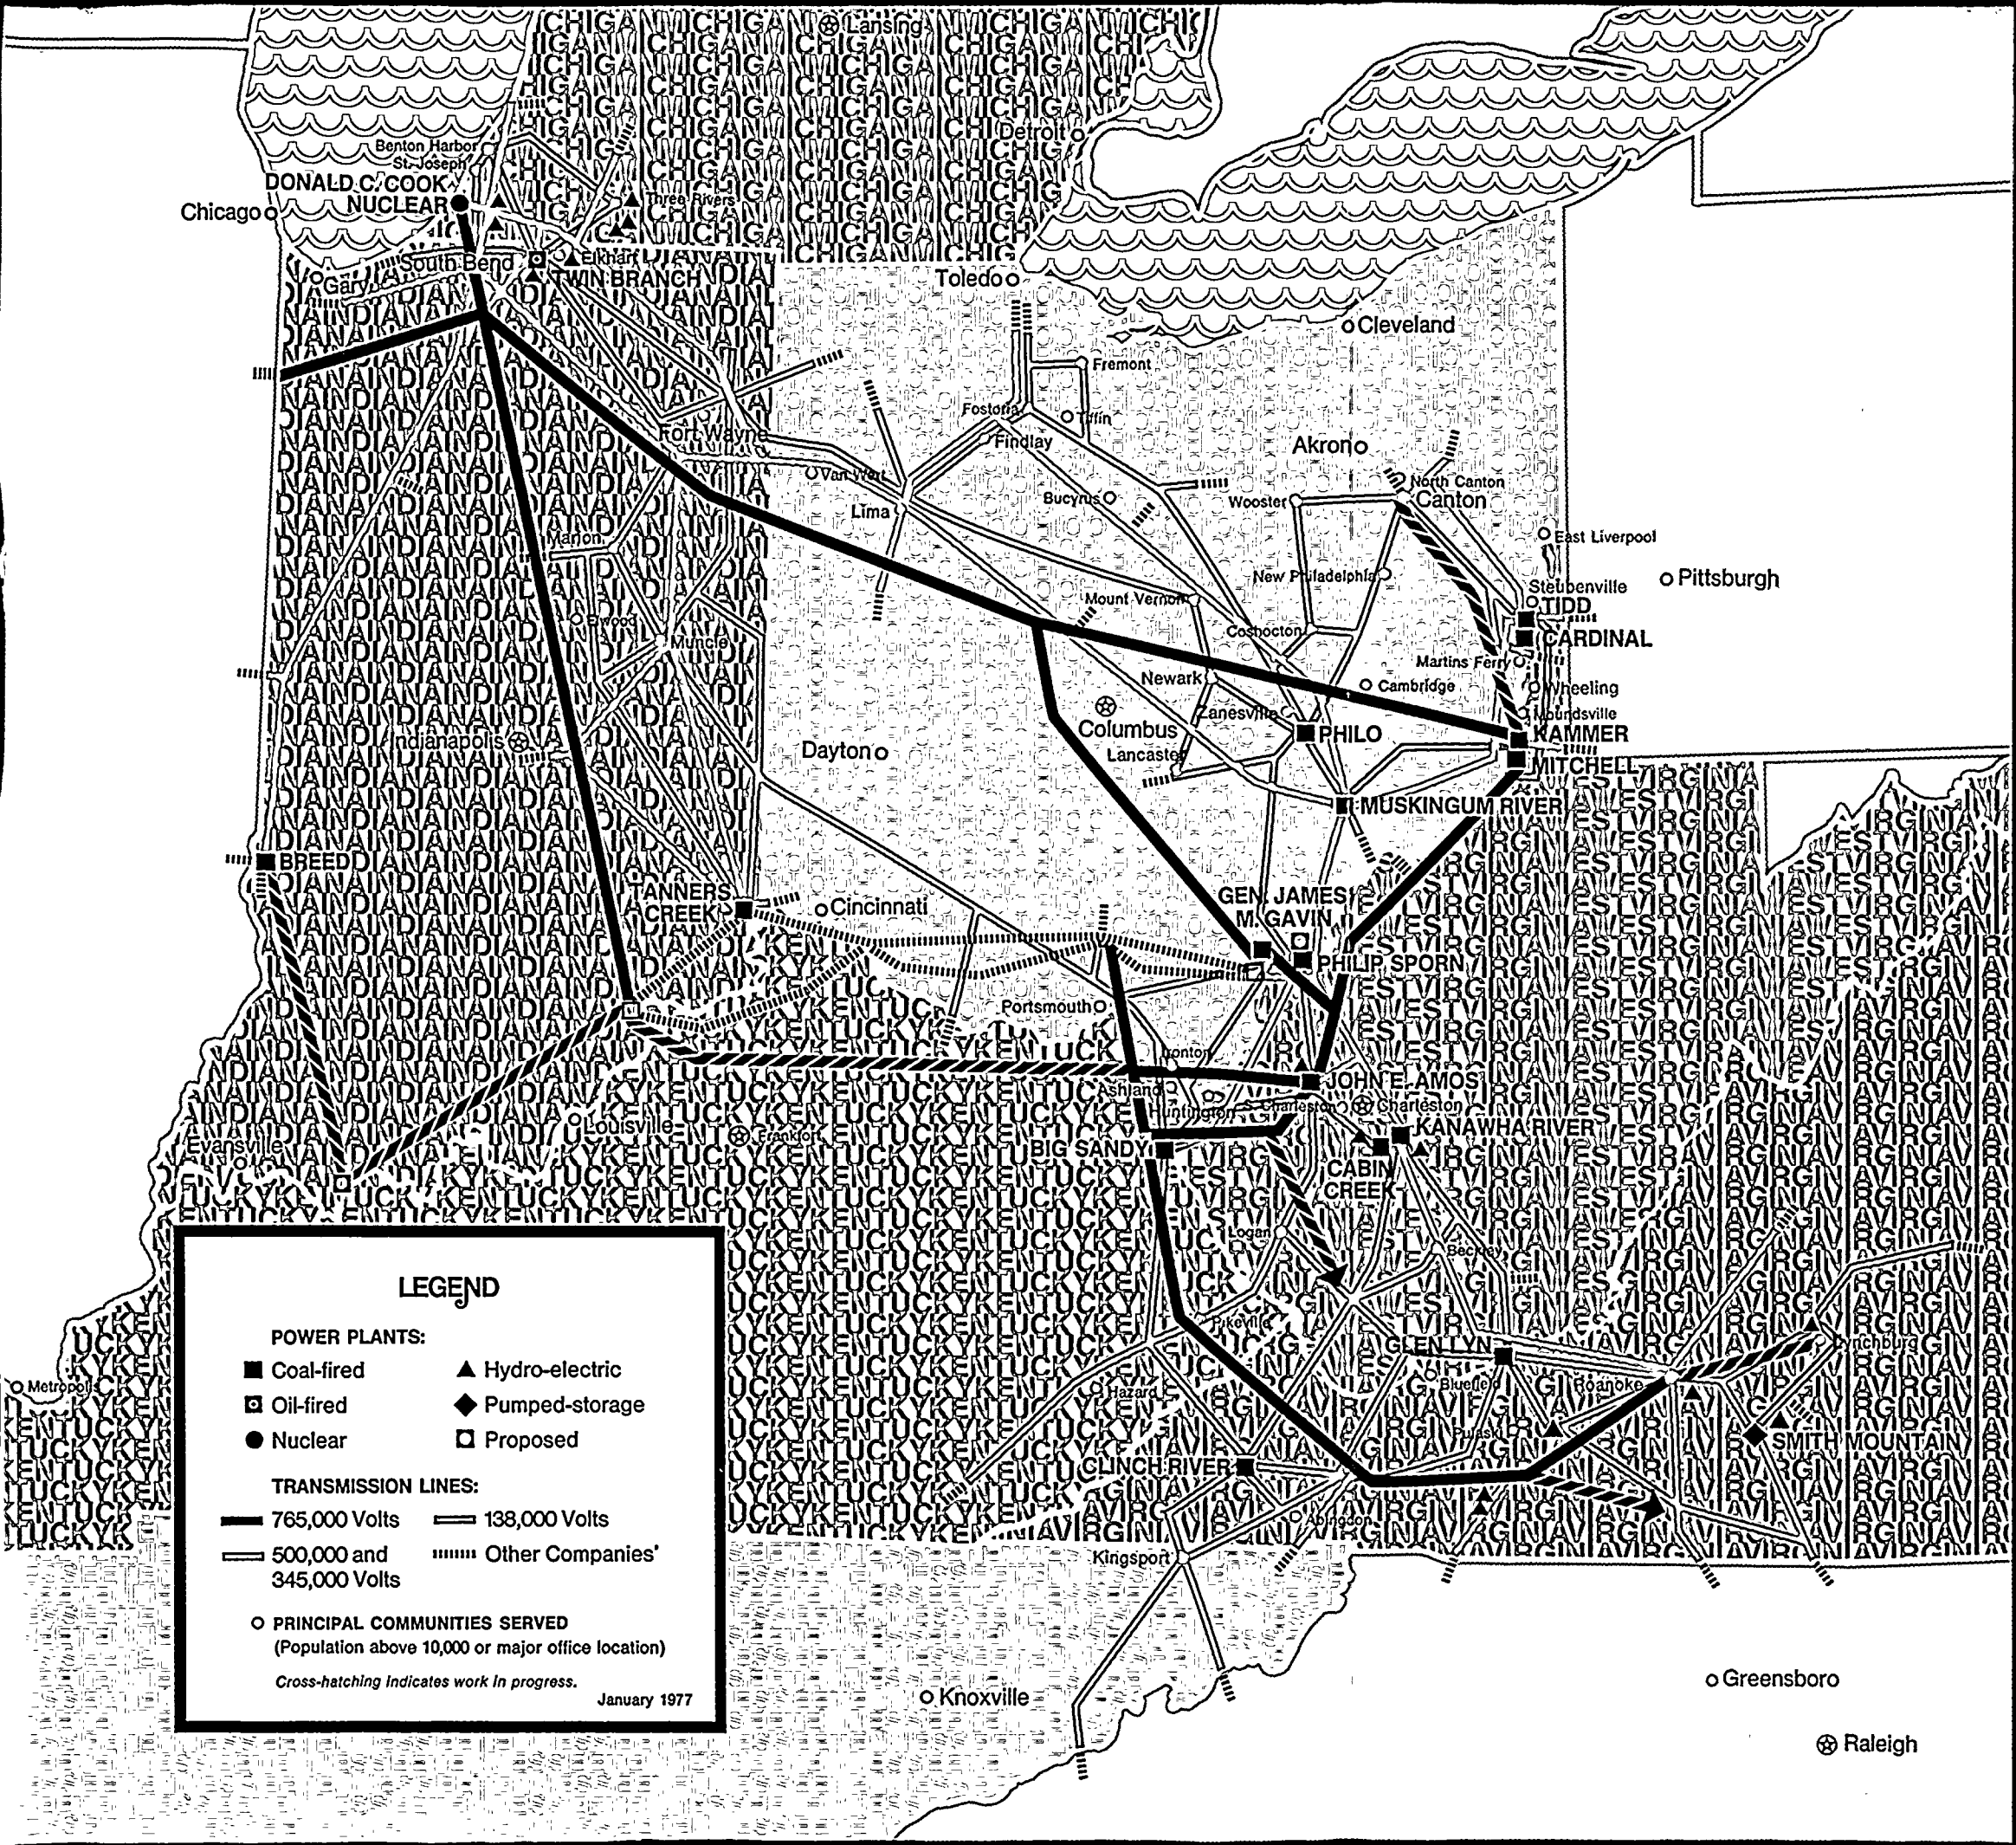 Lansing
Detroit
Benton Harbor
St. Joseph
DONALD C. COOK
NUCLEAR
Three Rivers
Chicago
South Bend
Elkhart
TWIN BRANCH
Gary
Toledo
Cleveland
Fremont
Fostoria
Tiffin
Findlay
Fort Wayne
Akron
Van Wert
North Canton
Canton
Bucyrus
Wooster
Lima
Marion
East Liverpool
Pittsburgh
New Philadelphia
Steubenville
TIDD
Mount Vernon
Elwood
Coshocton
CARDINAL
Muncie
Martins Ferry
Newark
Cambridge
Wheeling
Zanesville
Moundsville
Columbus
PHILO
KAMMER
Indianapolis
Dayton
Lancaster
MITCHELL
MUSKINGUM RIVER
BREED
TANNERS
CREEK
Cincinnati
GEN. JAMES
M. GAVIN
PHILIP SPORN
Portsmouth
Ironton
JOHN E. AMOS
Ashland
Huntington
S. Charleston
Charleston
Louisville
Frankfort
KANAWHA RIVER
Evansville
BIG SANDY
CABIN
CREEK
Logan
Beckley
Pikeville
GLEN LYN
Lynchburg
Metropolis
Hazard
Bluefield
Roanoke
Pulaski
SMITH MOUNTAIN
CLINCH RIVER
Abingdon
Kingsport
Knoxville
Greensboro
Raleigh
MICHIGAN
INDIANA
OHIO
KENTUCKY
WEST VIRGINIA
VIRGINIA
LEGEND
POWER PLANTS:
Coal-fired
Hydro-electric
Oil-fired
Pumped-storage
Nuclear
Proposed
TRANSMISSION LINES:
765,000 Volts
138,000 Volts
500,000 and
345,000 Volts
Other Companies'
PRINCIPAL COMMUNITIES SERVED
(Population above 10,000 or major office location)
Cross-hatching indicates work in progress.
January 1977